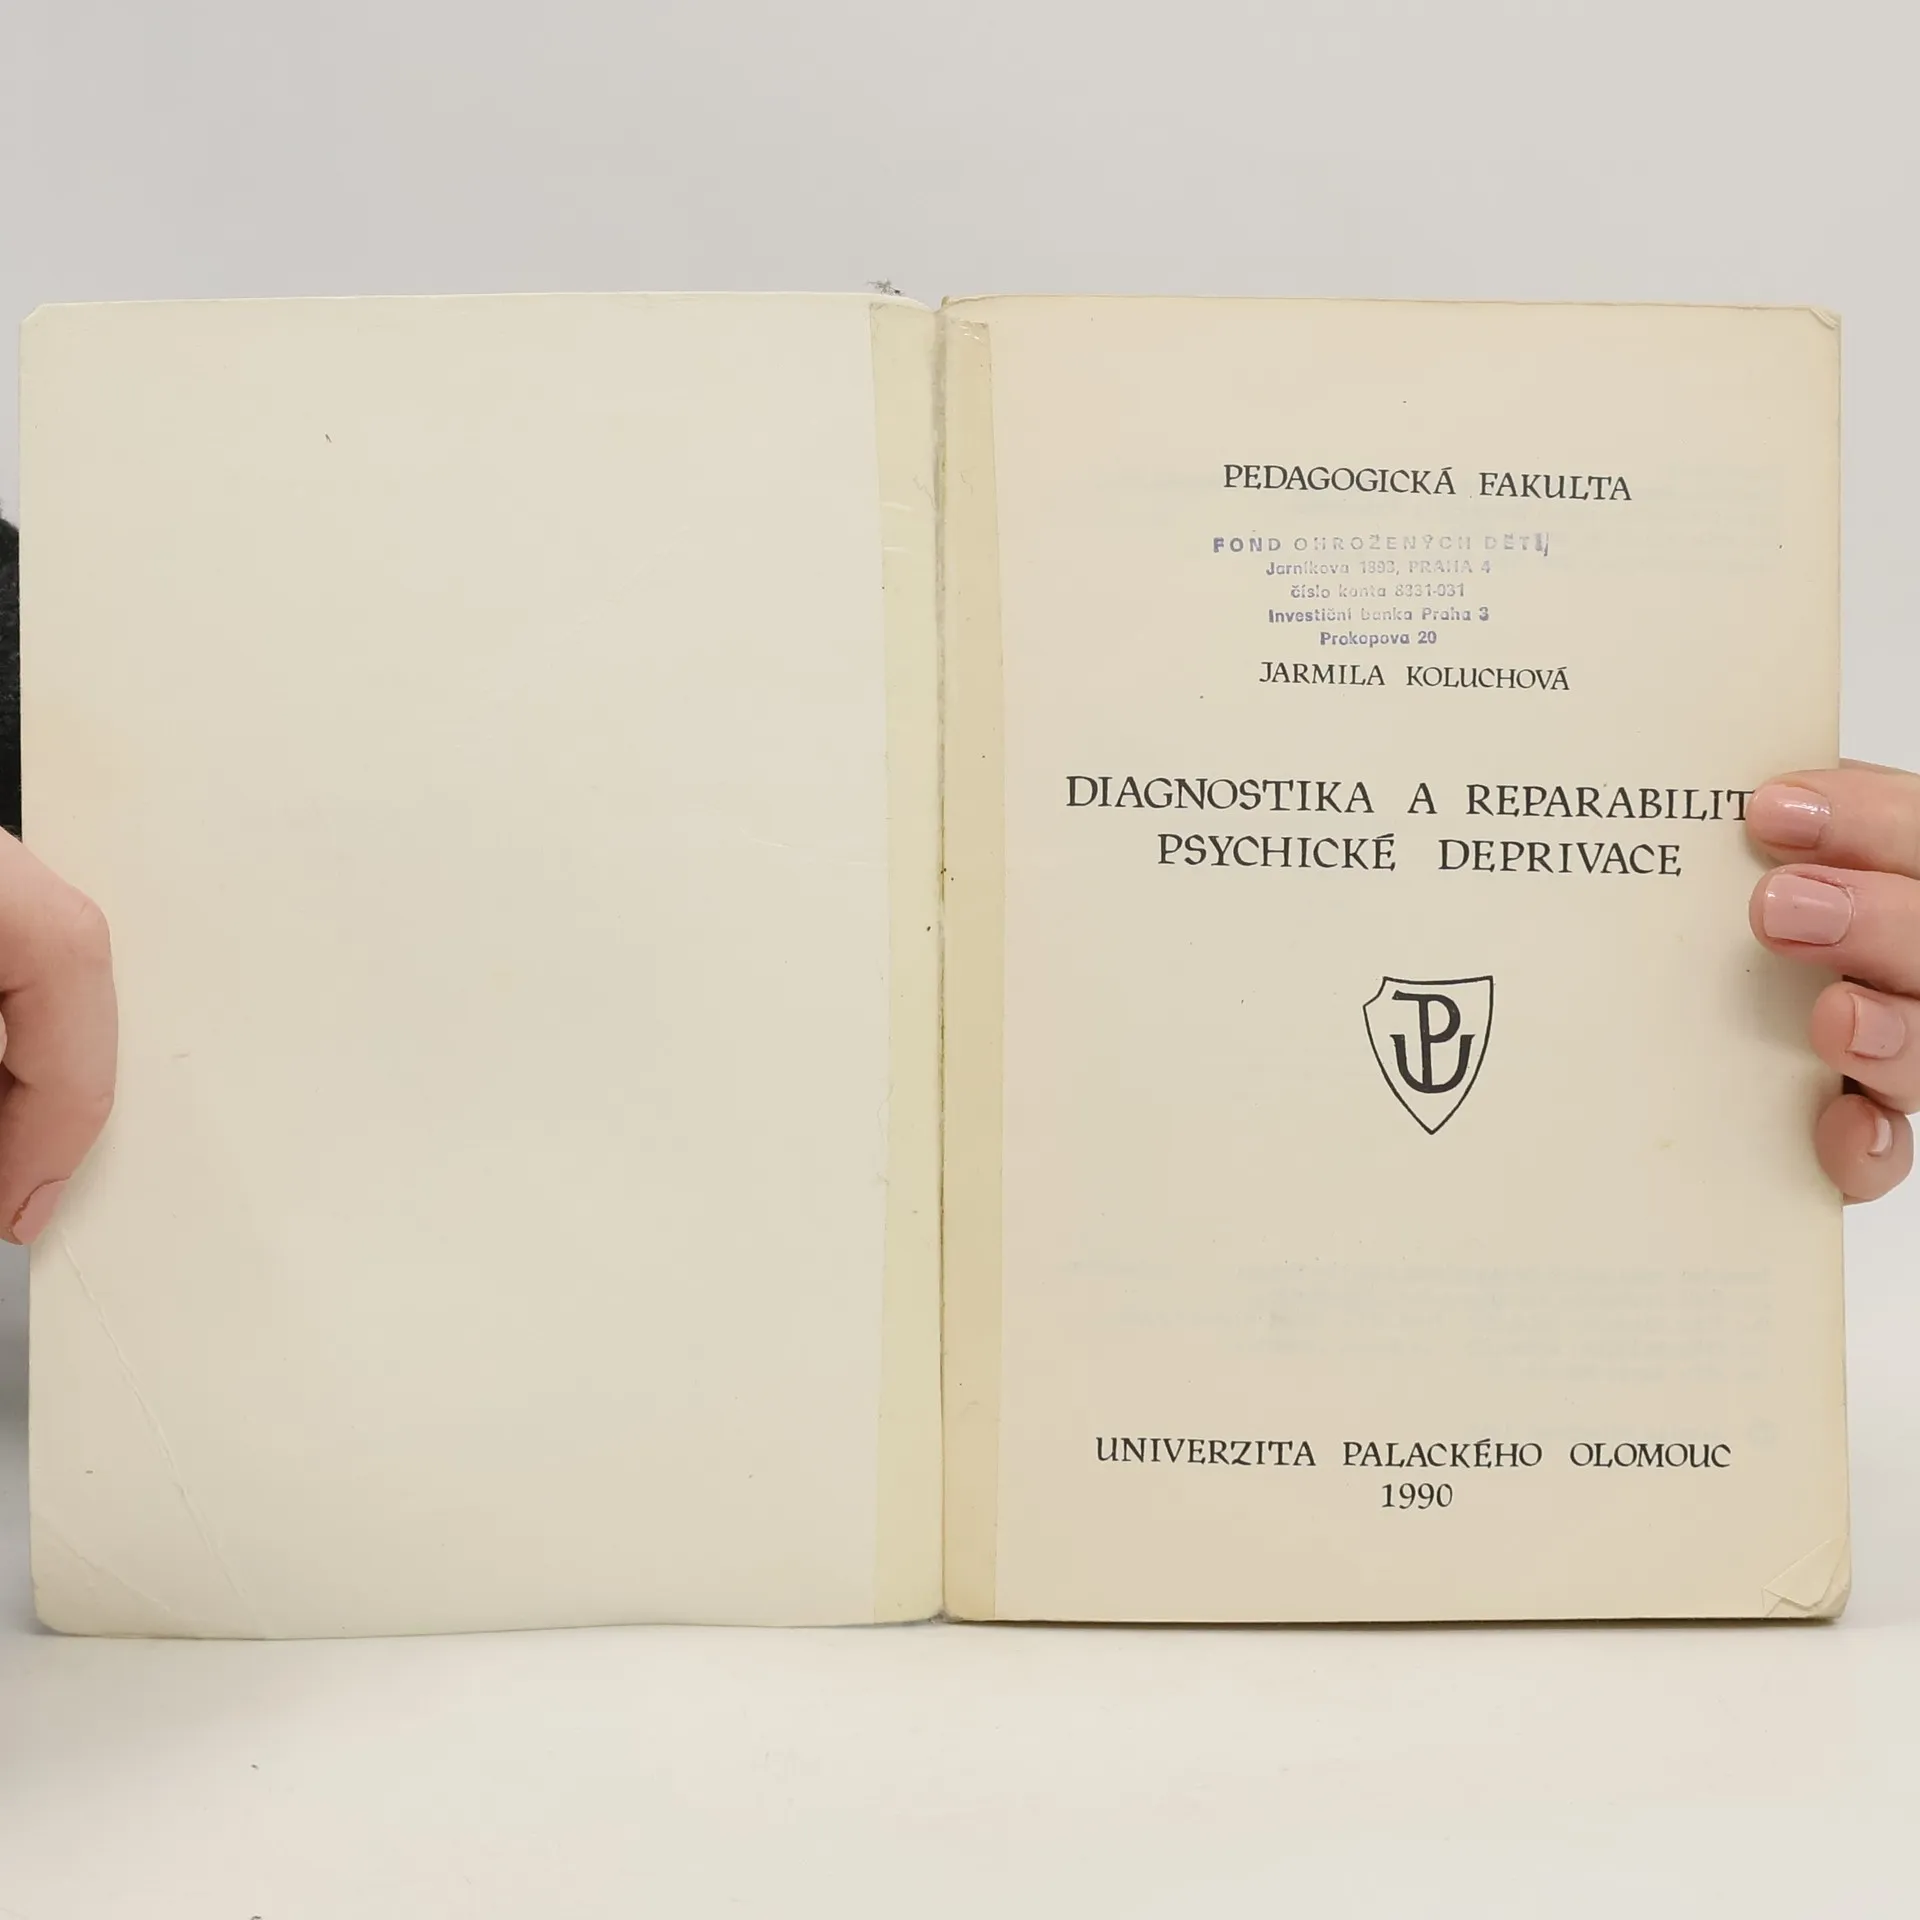 PEDAGOGICKÁ FAKULTA
FOND OHROŽENÝCH DĚTÍ
Jarníkova 1893, PRAHA 4
číslo konta 8331-031
Investiční banka Praha 3
Prokopova 20
JARMILA KOLUCHOVÁ
DIAGNOSTIKA A REPARABILIT
PSYCHICKÉ DEPRIVACE
PU
UNIVERZITA PALACKÉHO OLOMOUC
1990